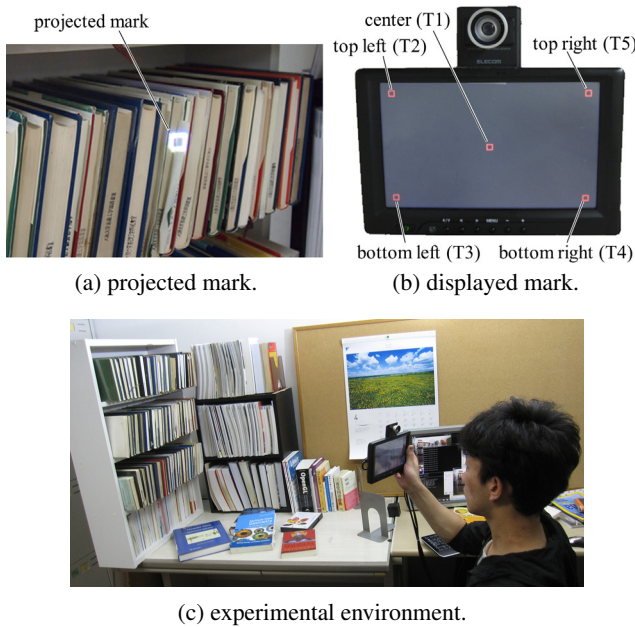 projected mark
center (T1)
top left (T2)
top right (T5)
ELECOM
MENU
bottom left (T3)
bottom right (T4)
(a) projected mark.
(b) displayed mark.
OpenGL
(c) experimental environment.